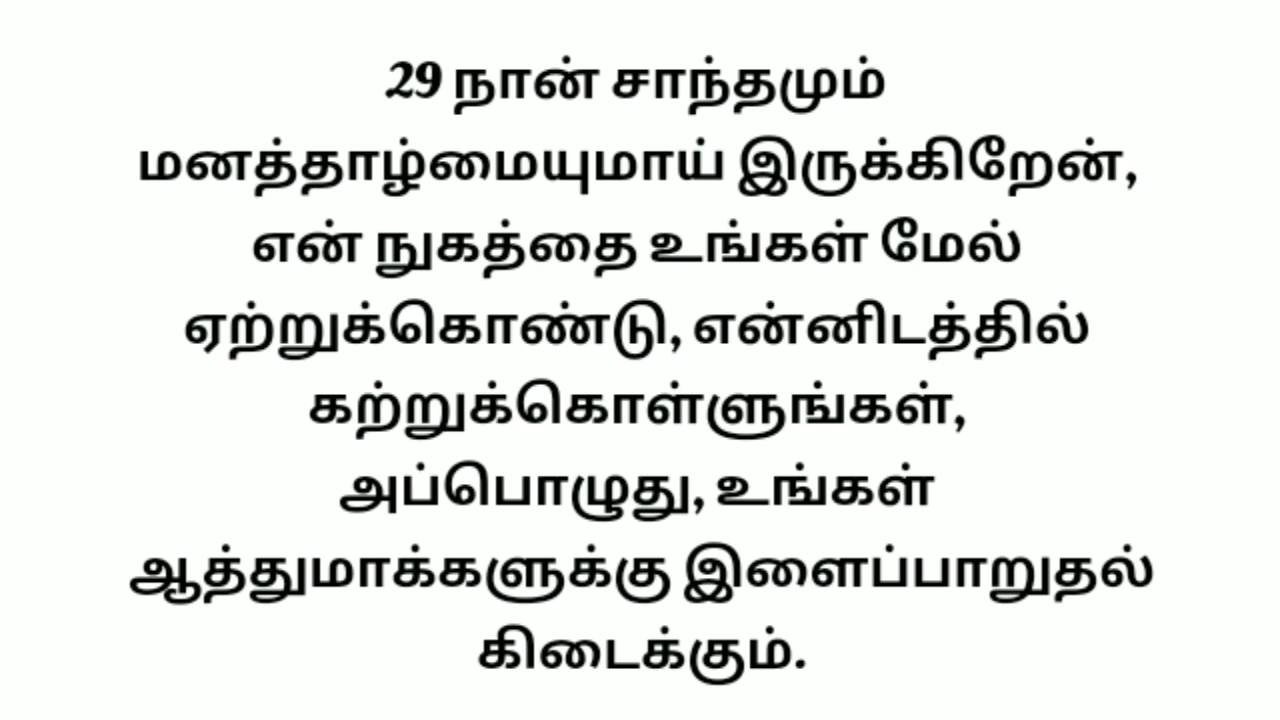 29 நான் சாந்தமும்
மனத்தாழ்மையுமாய் இருக்கிறேன்,
என் நுகத்தை உங்கள் மேல்
ஏற்றுக்கொண்டு, என்னிடத்தில்
கற்றுக்கொள்ளுங்கள்,
அப்பொழுது, உங்கள்
ஆத்துமாக்களுக்கு இளைப்பாறுதல்
கிடைக்கும்.